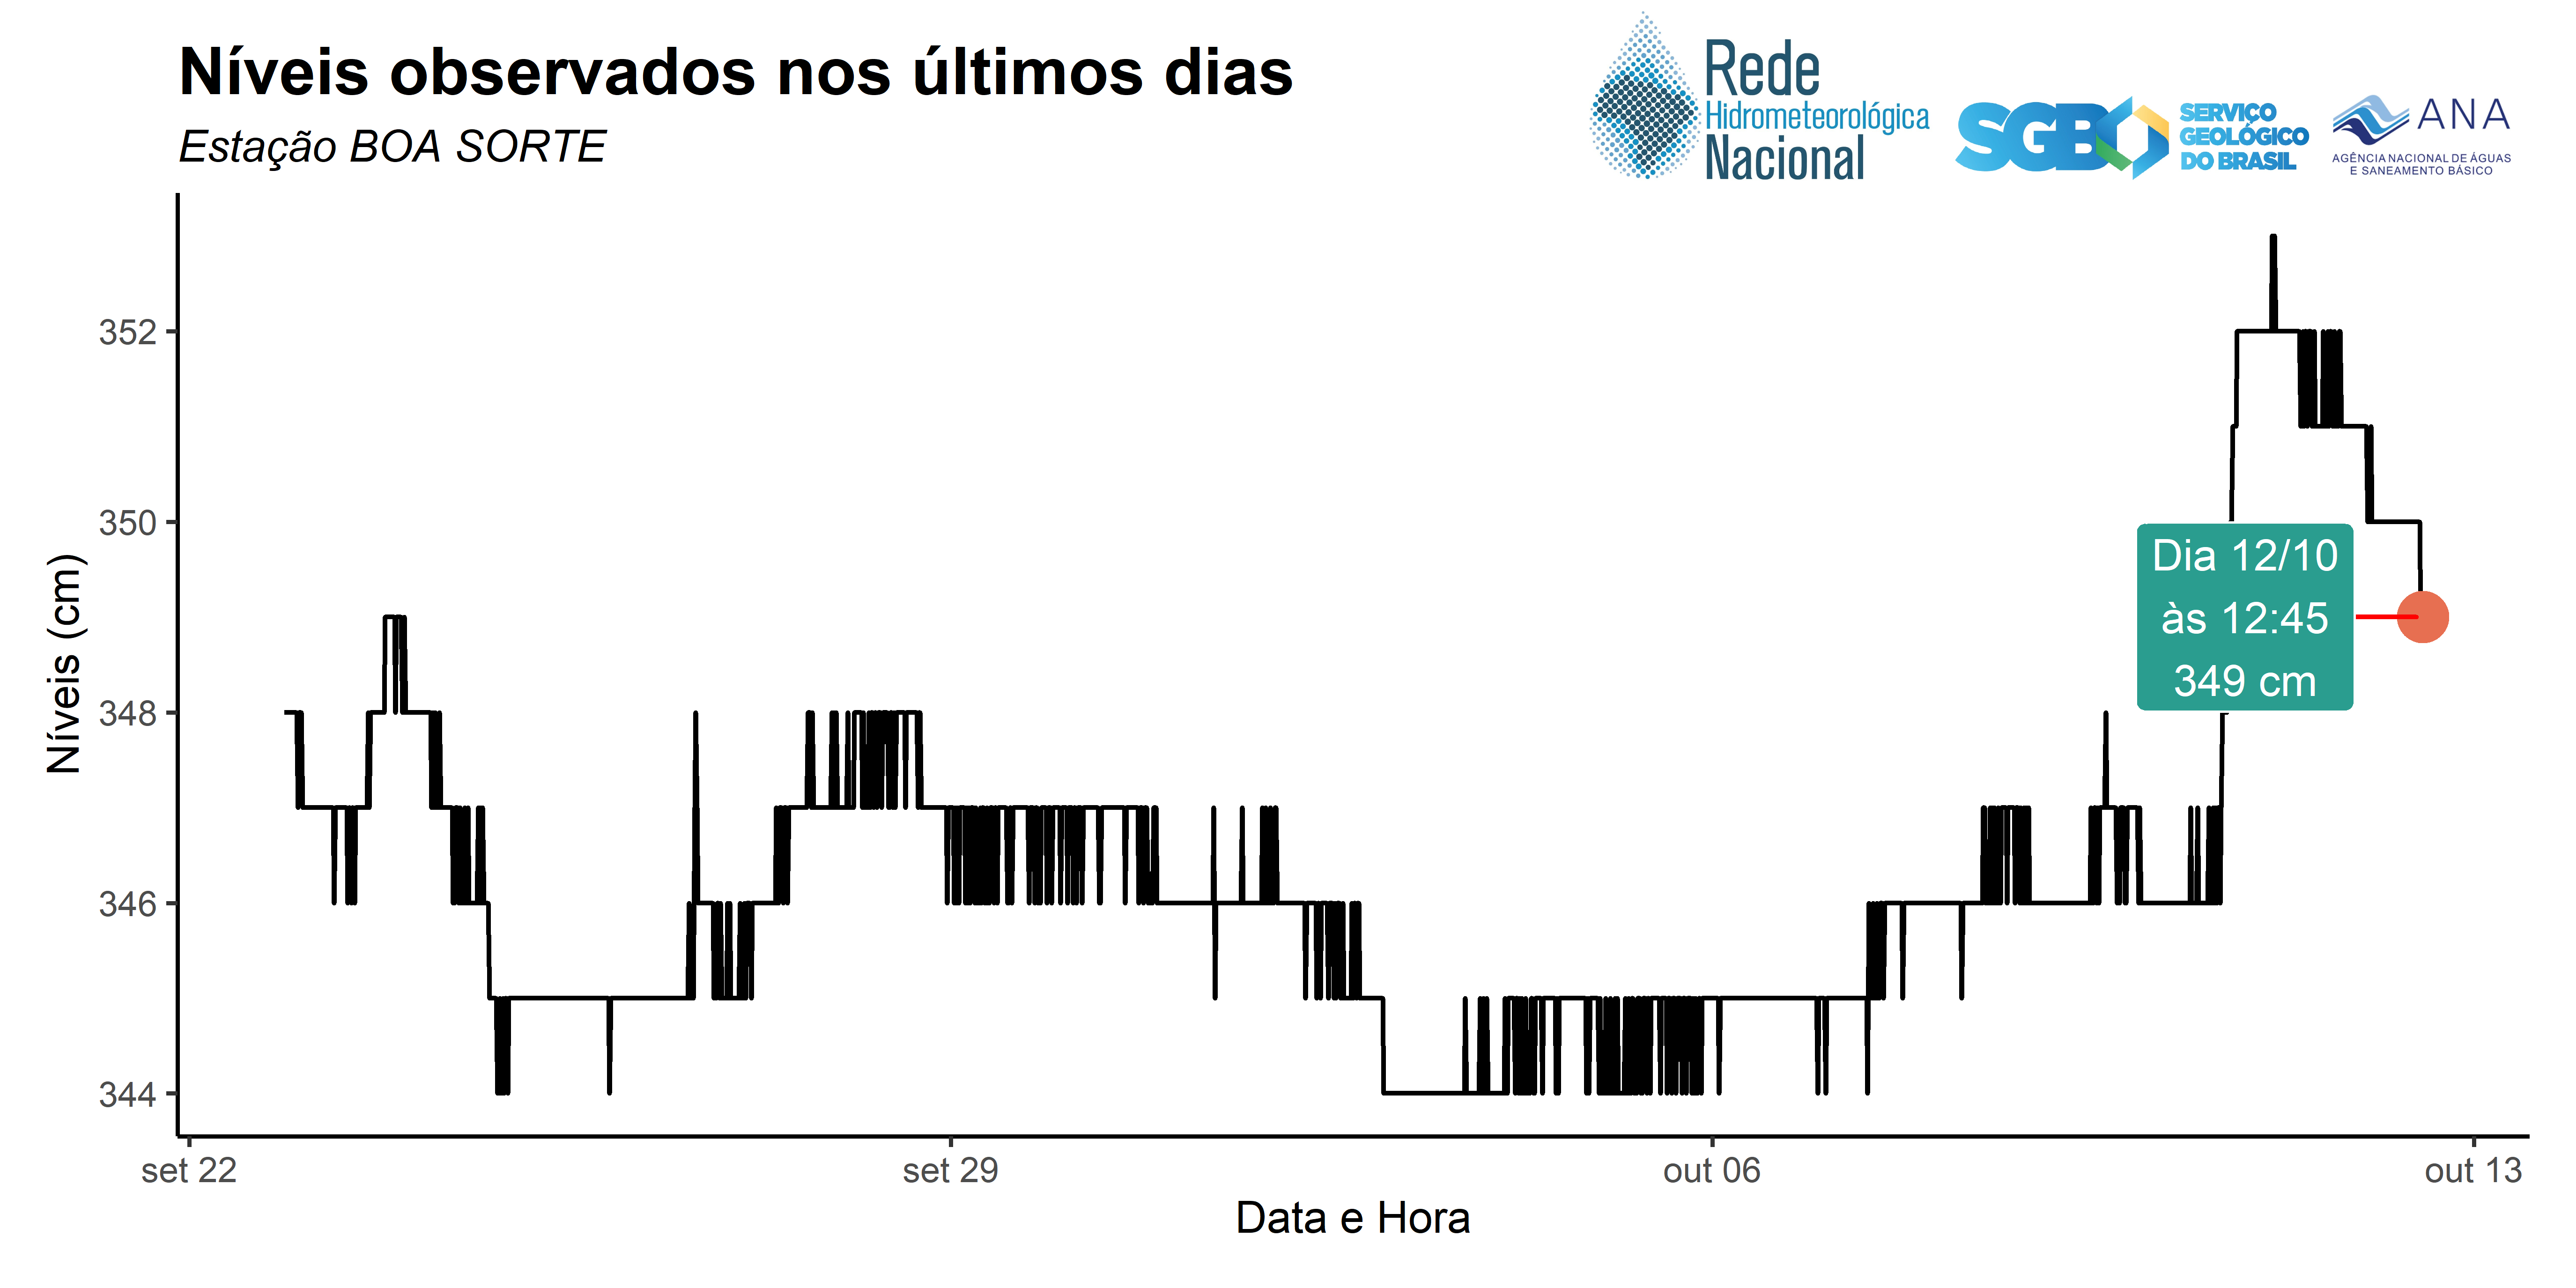 Níveis observados nos últimos dias
Estação BOA SORTE
Rede
Hidrometeorológica
Nacional
SGB
SERVIÇO
GEOLÓGICO
DO BRASIL
ANA
AGÊNCIA NACIONAL DE ÁGUAS
E SANEAMENTO BÁSICO
Níveis (cm)
352
350
348
346
344
Dia 12/10
às 12:45
349 cm
set 22
set 29
out 06
out 13
Data e Hora